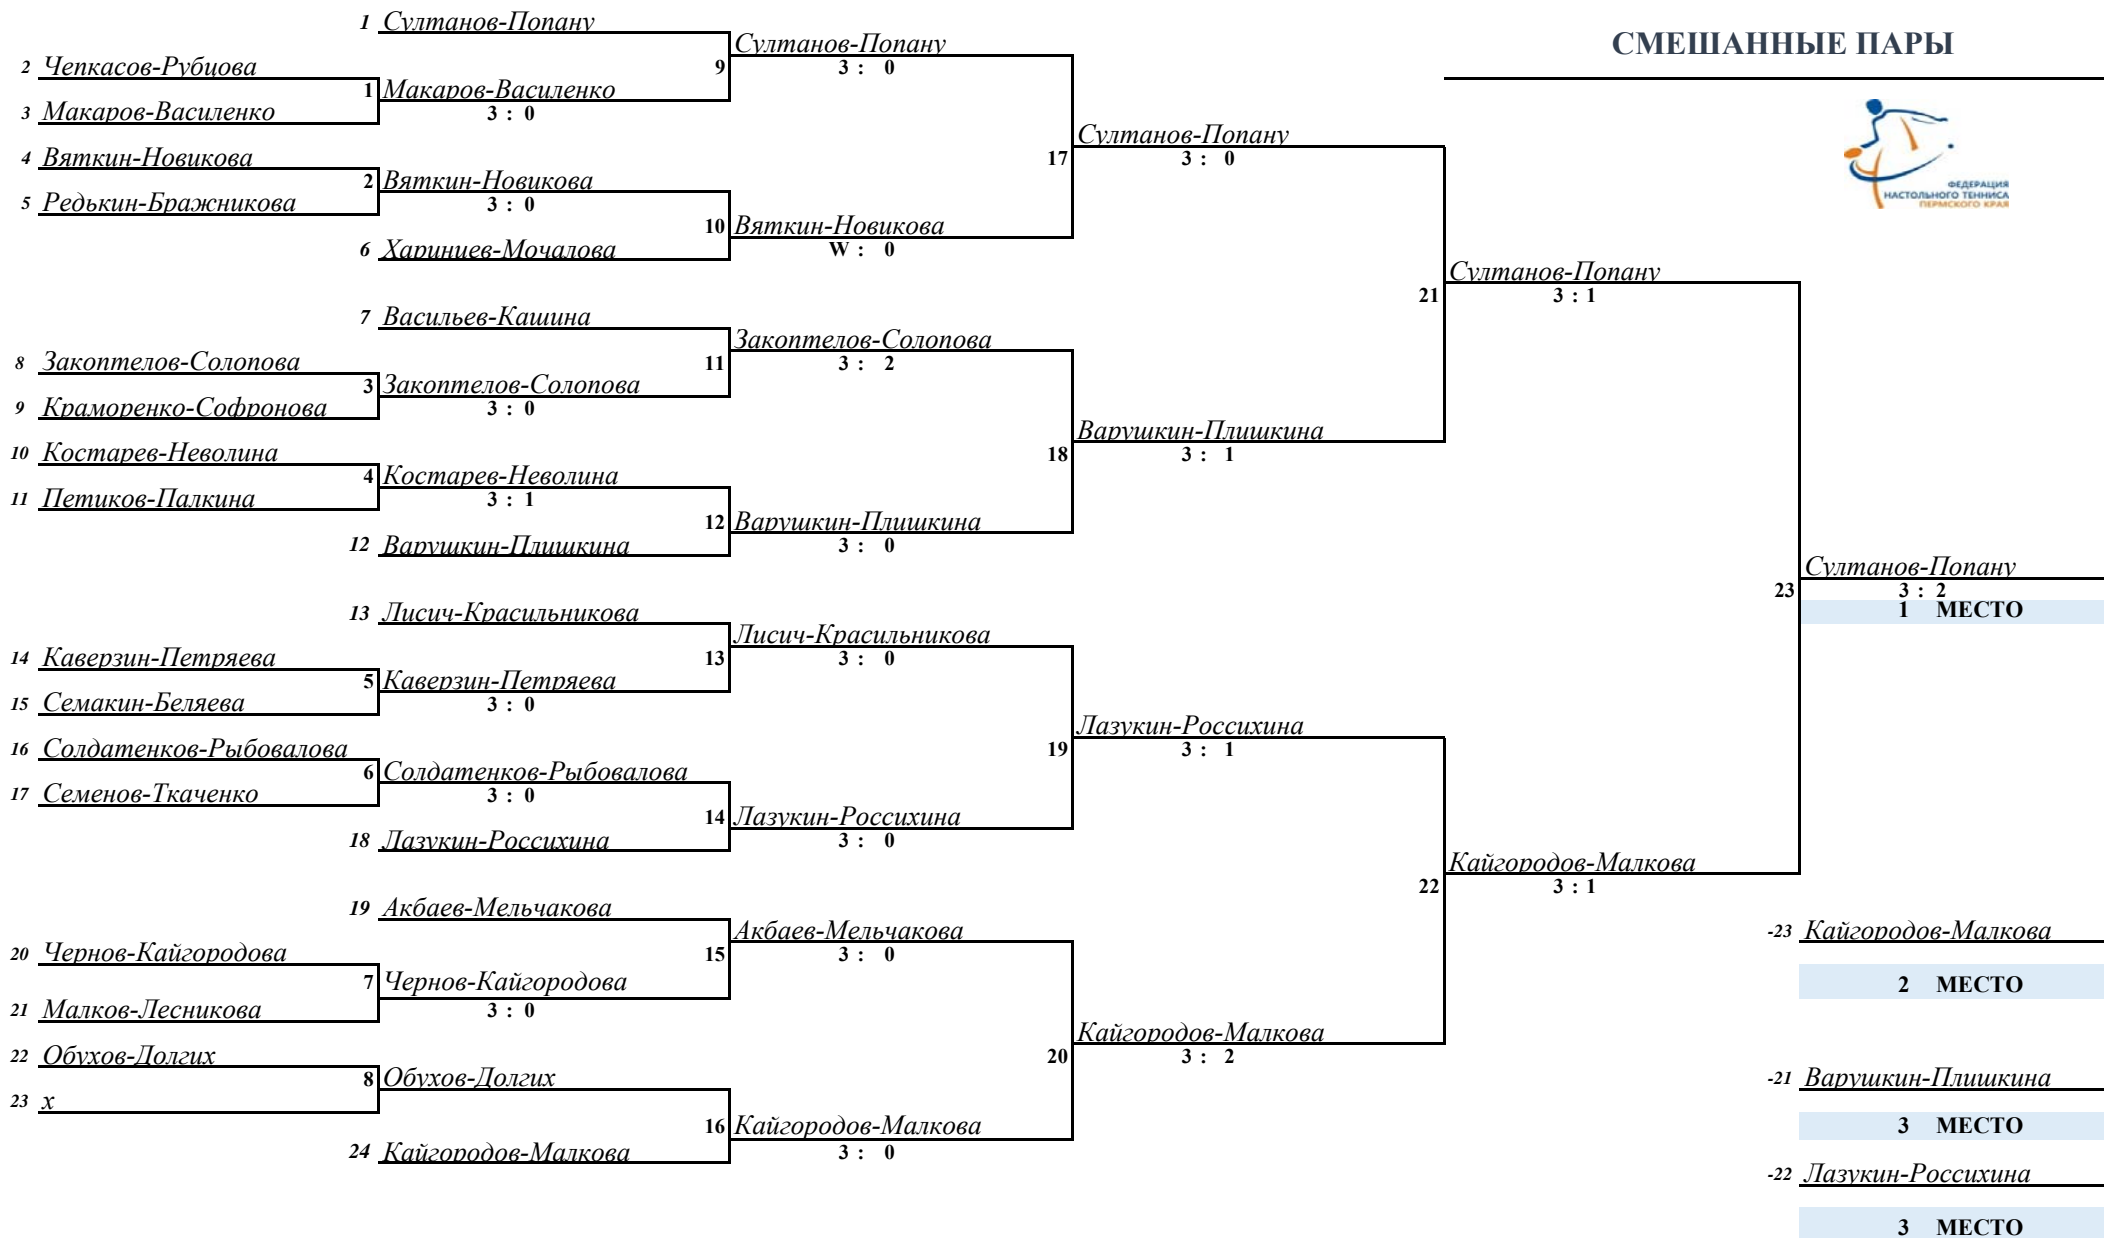 СМЕШАННЫЕ ПАРЫ
ФЕДЕРАЦИЯ
НАСТОЛЬНОГО ТЕННИСА
ПЕРМСКОГО КРАЯ
1 Султанов-Попану
2 Чепкасов-Рубцова
3 Макаров-Василенко
4 Вяткин-Новикова
5 Редькин-Бражникова
6 Харинцев-Мочалова
7 Васильев-Кашина
8 Закоптелов-Солопова
9 Краморенко-Софронова
10 Костарев-Неволина
11 Петиков-Палкина
12 Варушкин-Плишкина
13 Лисич-Красильникова
14 Каверзин-Петряева
15 Семакин-Беляева
16 Солдатенков-Рыбовалова
17 Семенов-Ткаченко
18 Лазукин-Россихина
19 Акбаев-Мельчакова
20 Чернов-Кайгородова
21 Малков-Лесникова
22 Обухов-Долгих
23 х
24 Кайгородов-Малкова
1 Макаров-Василенко
3 : 0
2 Вяткин-Новикова
3 : 0
3 Закоптелов-Солопова
3 : 0
4 Костарев-Неволина
3 : 1
5 Каверзин-Петряева
3 : 0
6 Солдатенков-Рыбовалова
3 : 0
7 Чернов-Кайгородова
3 : 0
8 Обухов-Долгих
9 Султанов-Попану
3 : 0
10 Вяткин-Новикова
W : 0
11 Закоптелов-Солопова
3 : 2
12 Варушкин-Плишкина
3 : 0
13 Лисич-Красильникова
3 : 0
14 Лазукин-Россихина
3 : 0
15 Акбаев-Мельчакова
3 : 0
16 Кайгородов-Малкова
3 : 0
17 Султанов-Попану
3 : 0
18 Варушкин-Плишкина
3 : 1
19 Лазукин-Россихина
3 : 1
20 Кайгородов-Малкова
3 : 2
21 Султанов-Попану
3 : 1
22 Кайгородов-Малкова
3 : 1
23 Султанов-Попану
3 : 2
1 МЕСТО
-23 Кайгородов-Малкова
2 МЕСТО
-21 Варушкин-Плишкина
3 МЕСТО
-22 Лазукин-Россихина
3 МЕСТО